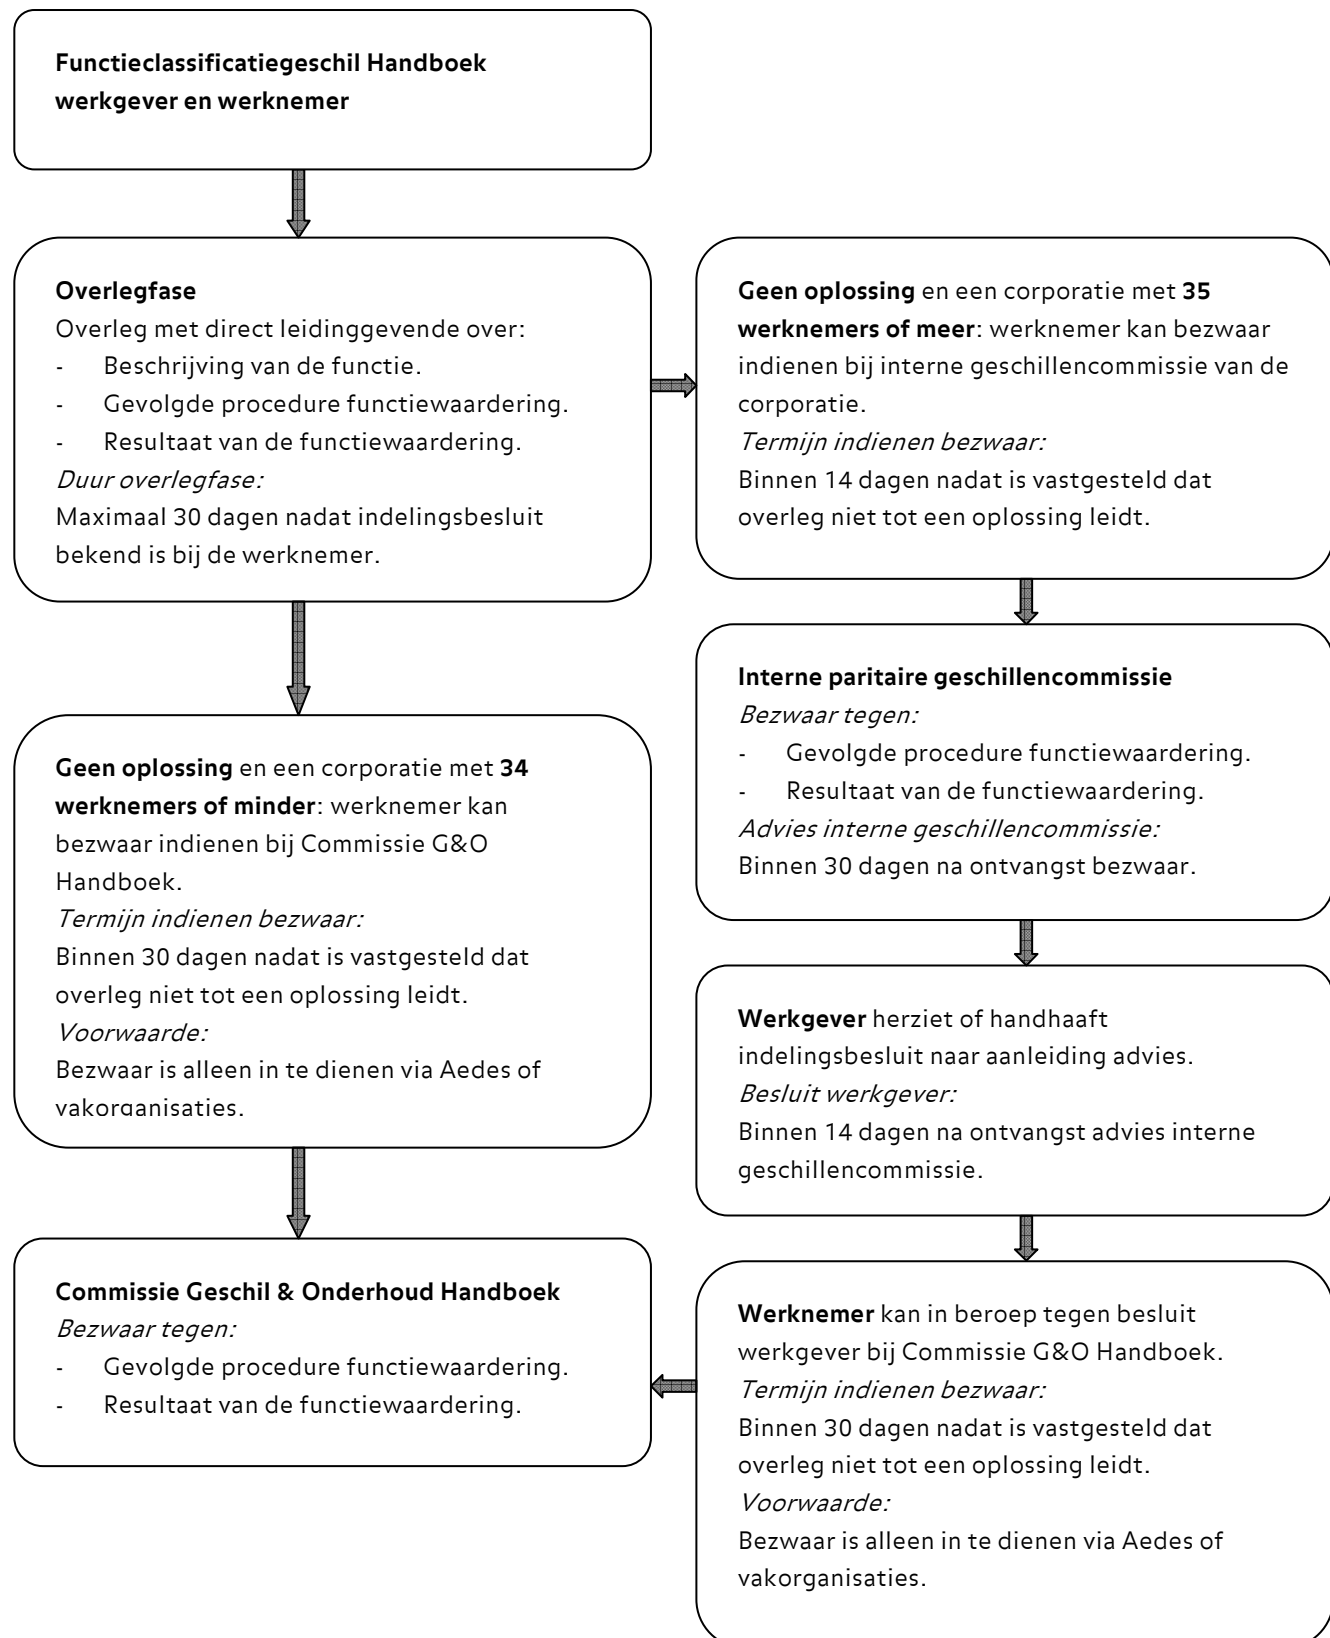 Functieclassificatiegeschil Handboek
werkgever en werknemer
Overlegfase
Overleg met direct leidinggevende over:
- Beschrijving van de functie.
- Gevolgde procedure functiewaardering.
- Resultaat van de functiewaardering.
Duur overlegfase:
Maximaal 30 dagen nadat indelingsbesluit
bekend is bij de werknemer.
Geen oplossing en een corporatie met 35
werknemers of meer: werknemer kan bezwaar
indienen bij interne geschillencommissie van de
corporatie.
Termijn indienen bezwaar:
Binnen 14 dagen nadat is vastgesteld dat
overleg niet tot een oplossing leidt.
Interne paritaire geschillencommissie
Bezwaar tegen:
- Gevolgde procedure functiewaardering.
- Resultaat van de functiewaardering.
Advies interne geschillencommissie:
Binnen 30 dagen na ontvangst bezwaar.
Geen oplossing en een corporatie met 34
werknemers of minder: werknemer kan
bezwaar indienen bij Commissie G&O
Handboek.
Termijn indienen bezwaar:
Binnen 30 dagen nadat is vastgesteld dat
overleg niet tot een oplossing leidt.
Voorwaarde:
Bezwaar is alleen in te dienen via Aedes of
vakorganisaties.
Werkgever herziet of handhaaft
indelingsbesluit naar aanleiding advies.
Besluit werkgever:
Binnen 14 dagen na ontvangst advies interne
geschillencommissie.
Commissie Geschil & Onderhoud Handboek
Bezwaar tegen:
- Gevolgde procedure functiewaardering.
- Resultaat van de functiewaardering.
Werknemer kan in beroep tegen besluit
werkgever bij Commissie G&O Handboek.
Termijn indienen bezwaar:
Binnen 30 dagen nadat is vastgesteld dat
overleg niet tot een oplossing leidt.
Voorwaarde:
Bezwaar is alleen in te dienen via Aedes of
vakorganisaties.